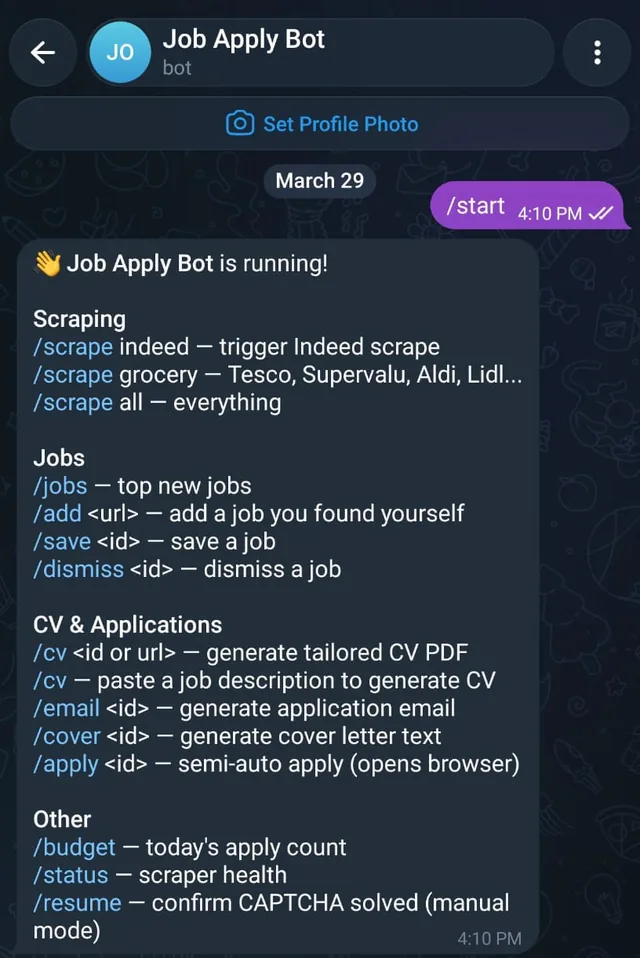 JO
Job Apply Bot
bot
Set Profile Photo
March 29
/start 4:10 PM
👋 Job Apply Bot is running!
Scraping
/scrape indeed — trigger Indeed scrape
/scrape grocery — Tesco, Supervalu, Aldi, Lidl...
/scrape all — everything
Jobs
/jobs — top new jobs
/add <url> — add a job you found yourself
/save <id> — save a job
/dismiss <id> — dismiss a job
CV & Applications
/cv <id or url> — generate tailored CV PDF
/cv — paste a job description to generate CV
/email <id> — generate application email
/cover <id> — generate cover letter text
/apply <id> — semi-auto apply (opens browser)
Other
/budget — today's apply count
/status — scraper health
/resume — confirm CAPTCHA solved (manual
mode)
4:10 PM